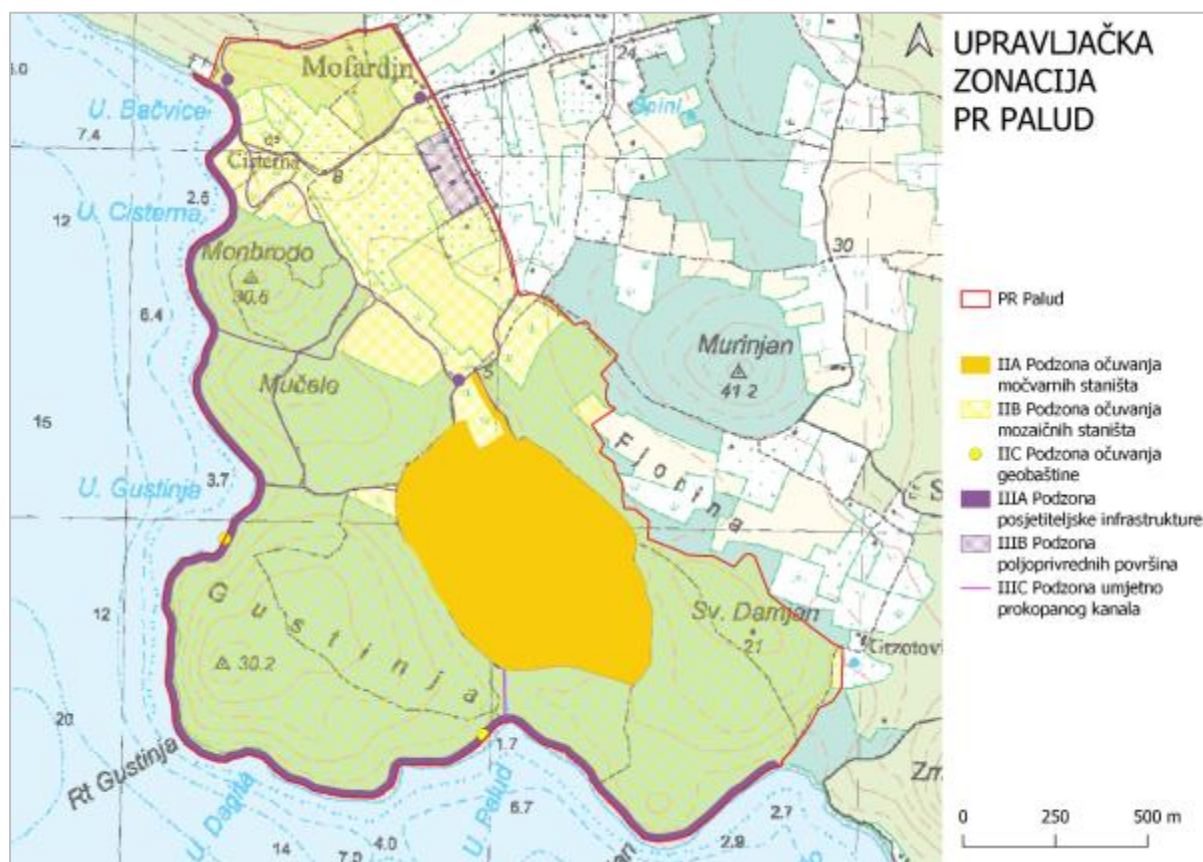 UPRAVLJAČKA
ZONACIJA
PR PALUD
PR Palud
IIA Podzona očuvanja
močvarnih staništa
IIB Podzona očuvanja
mozaičnih staništa
IIC Podzona očuvanja
geobaštine
IIIA Podzona
posjetiteljske infrastrukture
IIIB Podzona
poljoprivrednih površina
IIIC Podzona umjetno
prokopanog kanala
0 250 500 m
24
Mofardin
Spini
U. Bačvice
7.4
Cisterna
8
2.5
U. Cisterna
12
30
Monbrodo
30.6
6.4
Murinjan
41.2
5
Mučelo
15
Fjorina
3.7
U. Gustinja
12
Gustinja
Sv. Damjan
21
30.2
20
1.7
Rt Gustinja
U. Dagila
U. Palud
6.7
2.7
4.0
2.9
14
7.0